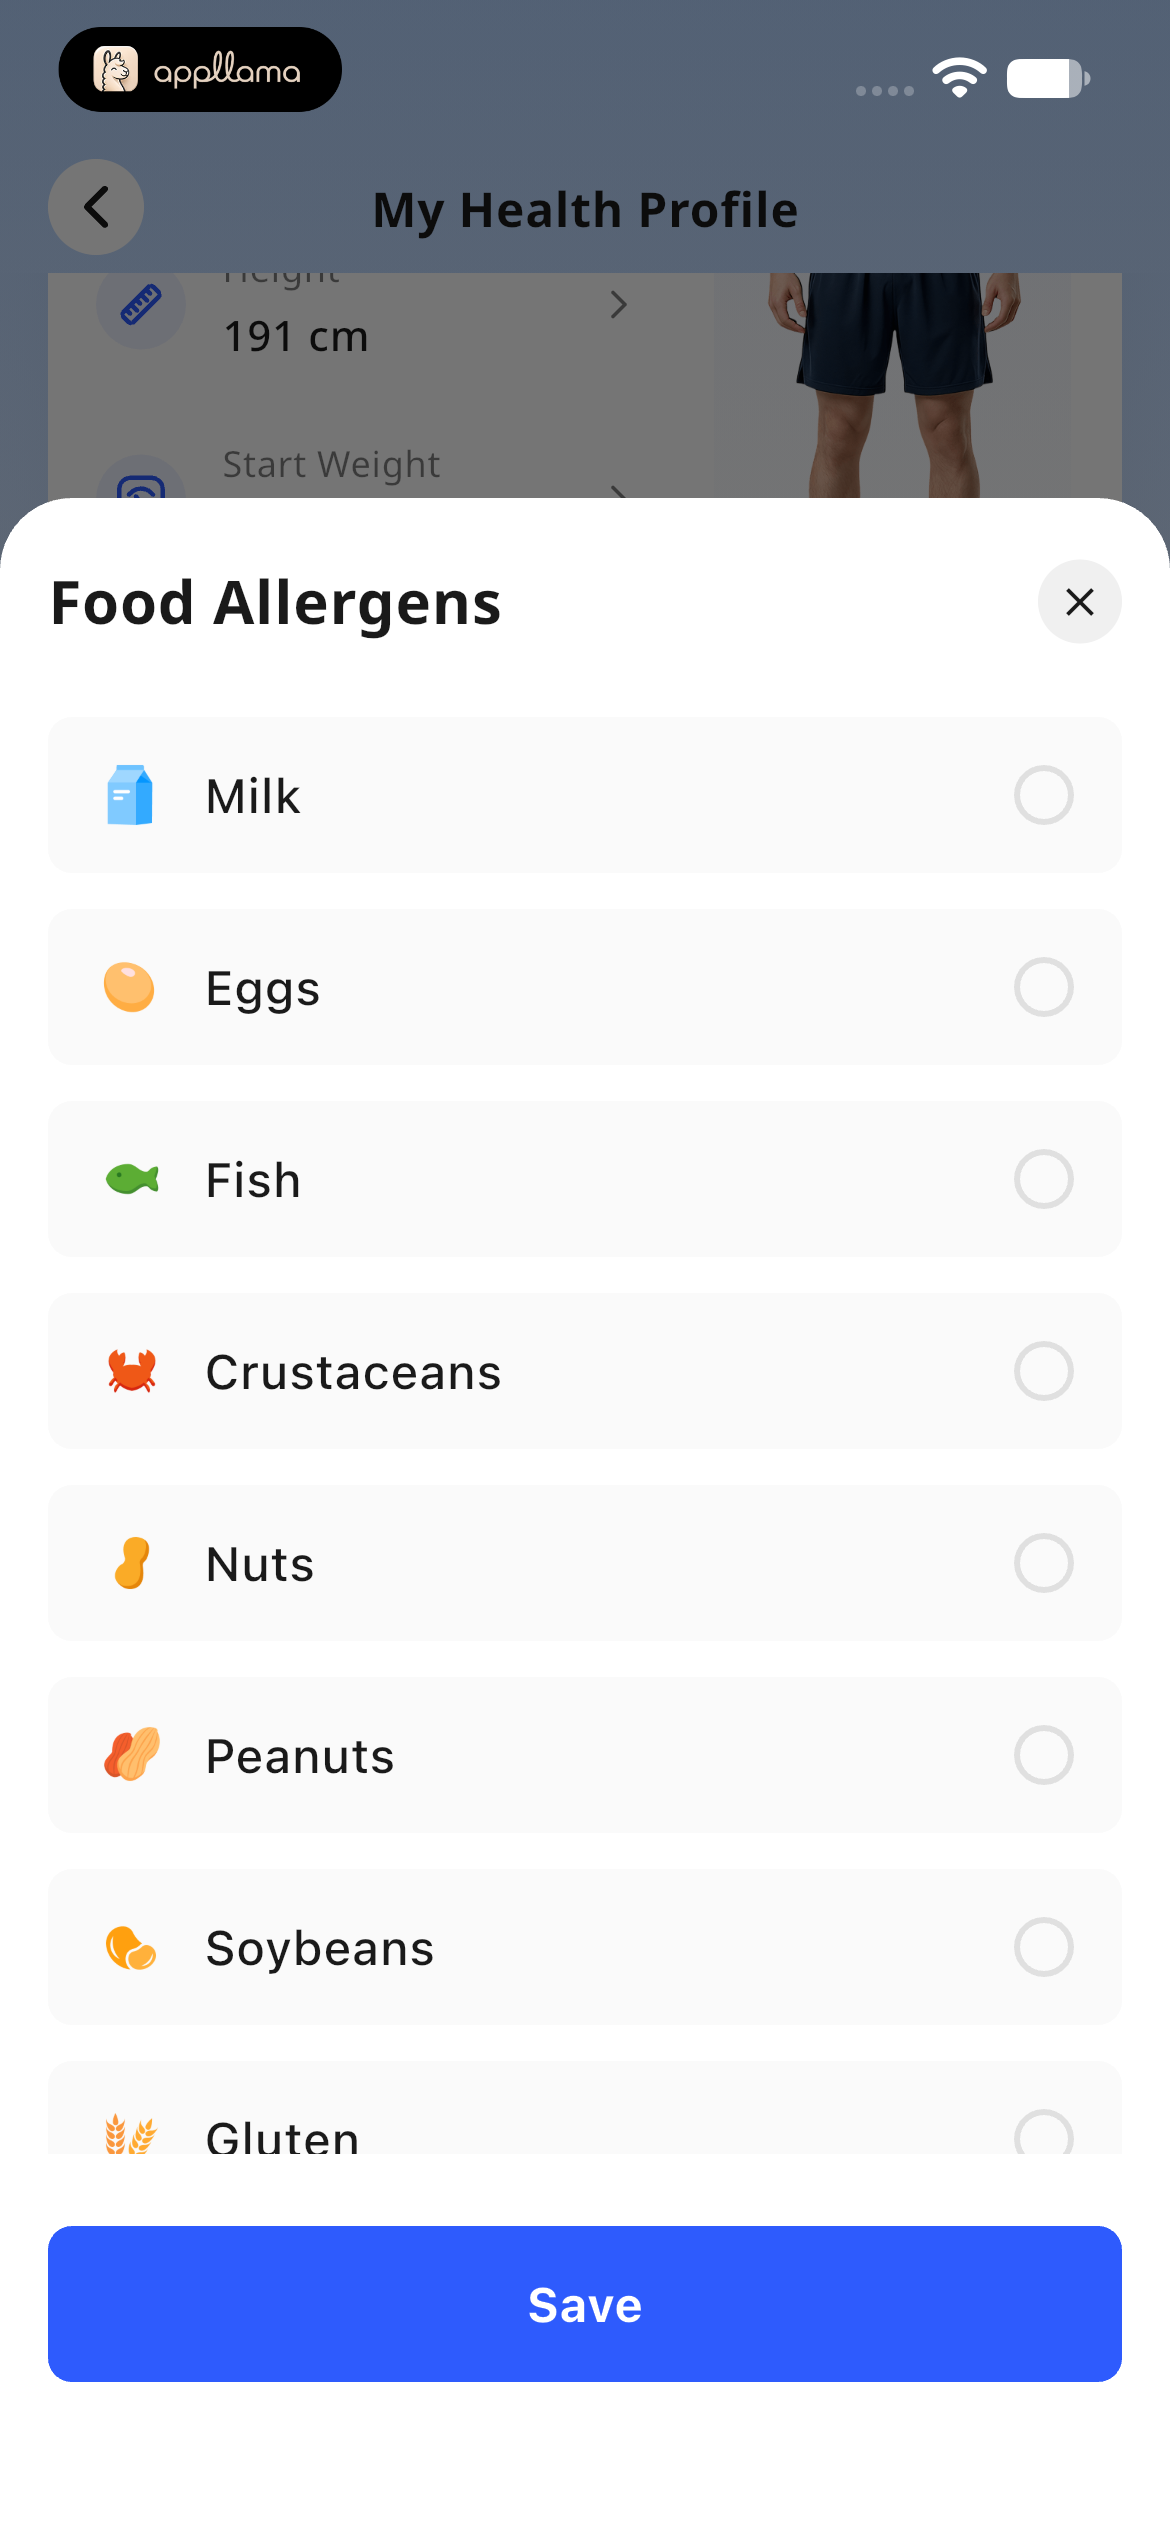 appllama
My Health Profile
Height
191 cm
Start Weight
Food Allergens
Milk
Eggs
Fish
Crustaceans
Nuts
Peanuts
Soybeans
Gluten
Save